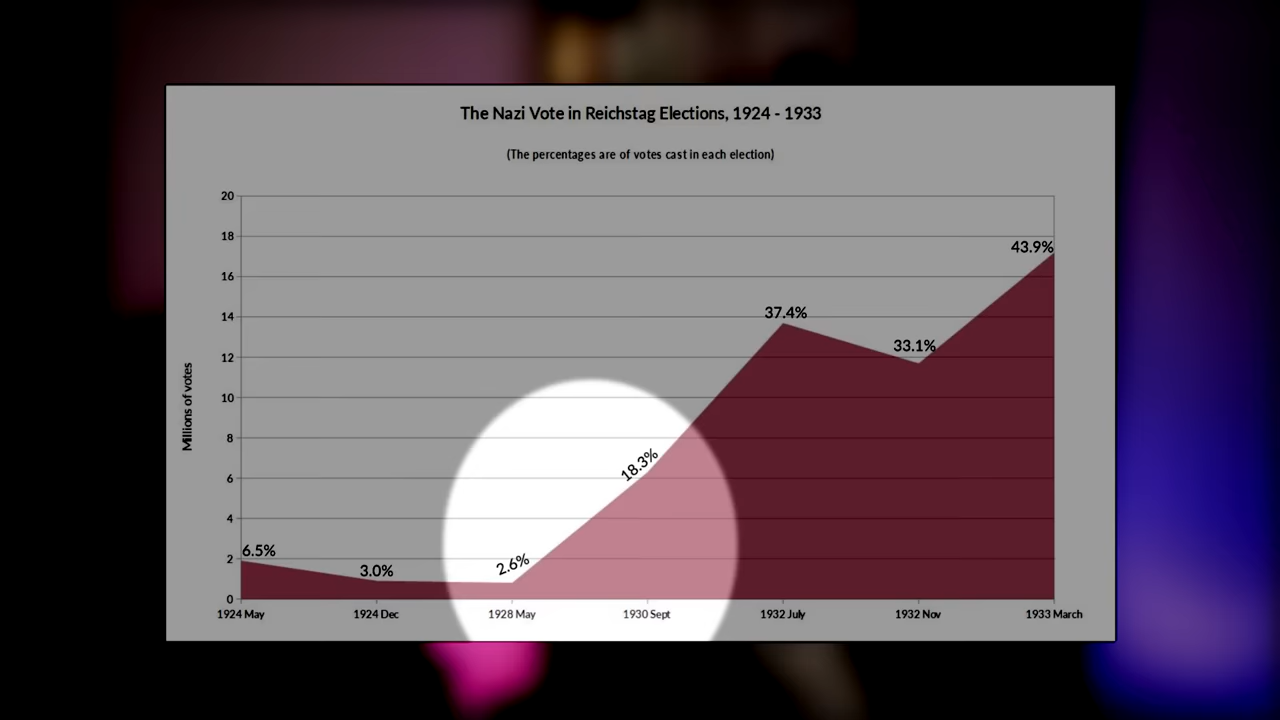 The Nazi Vote in Reichstag Elections, 1924 - 1933
(The percentages are of votes cast in each election)
Millions of votes
20
18
16
14
12
10
8
6
4
2
0
6.5%
3.0%
2.6%
18.3%
37.4%
33.1%
43.9%
1924 May
1924 Dec
1928 May
1930 Sept
1932 July
1932 Nov
1933 March